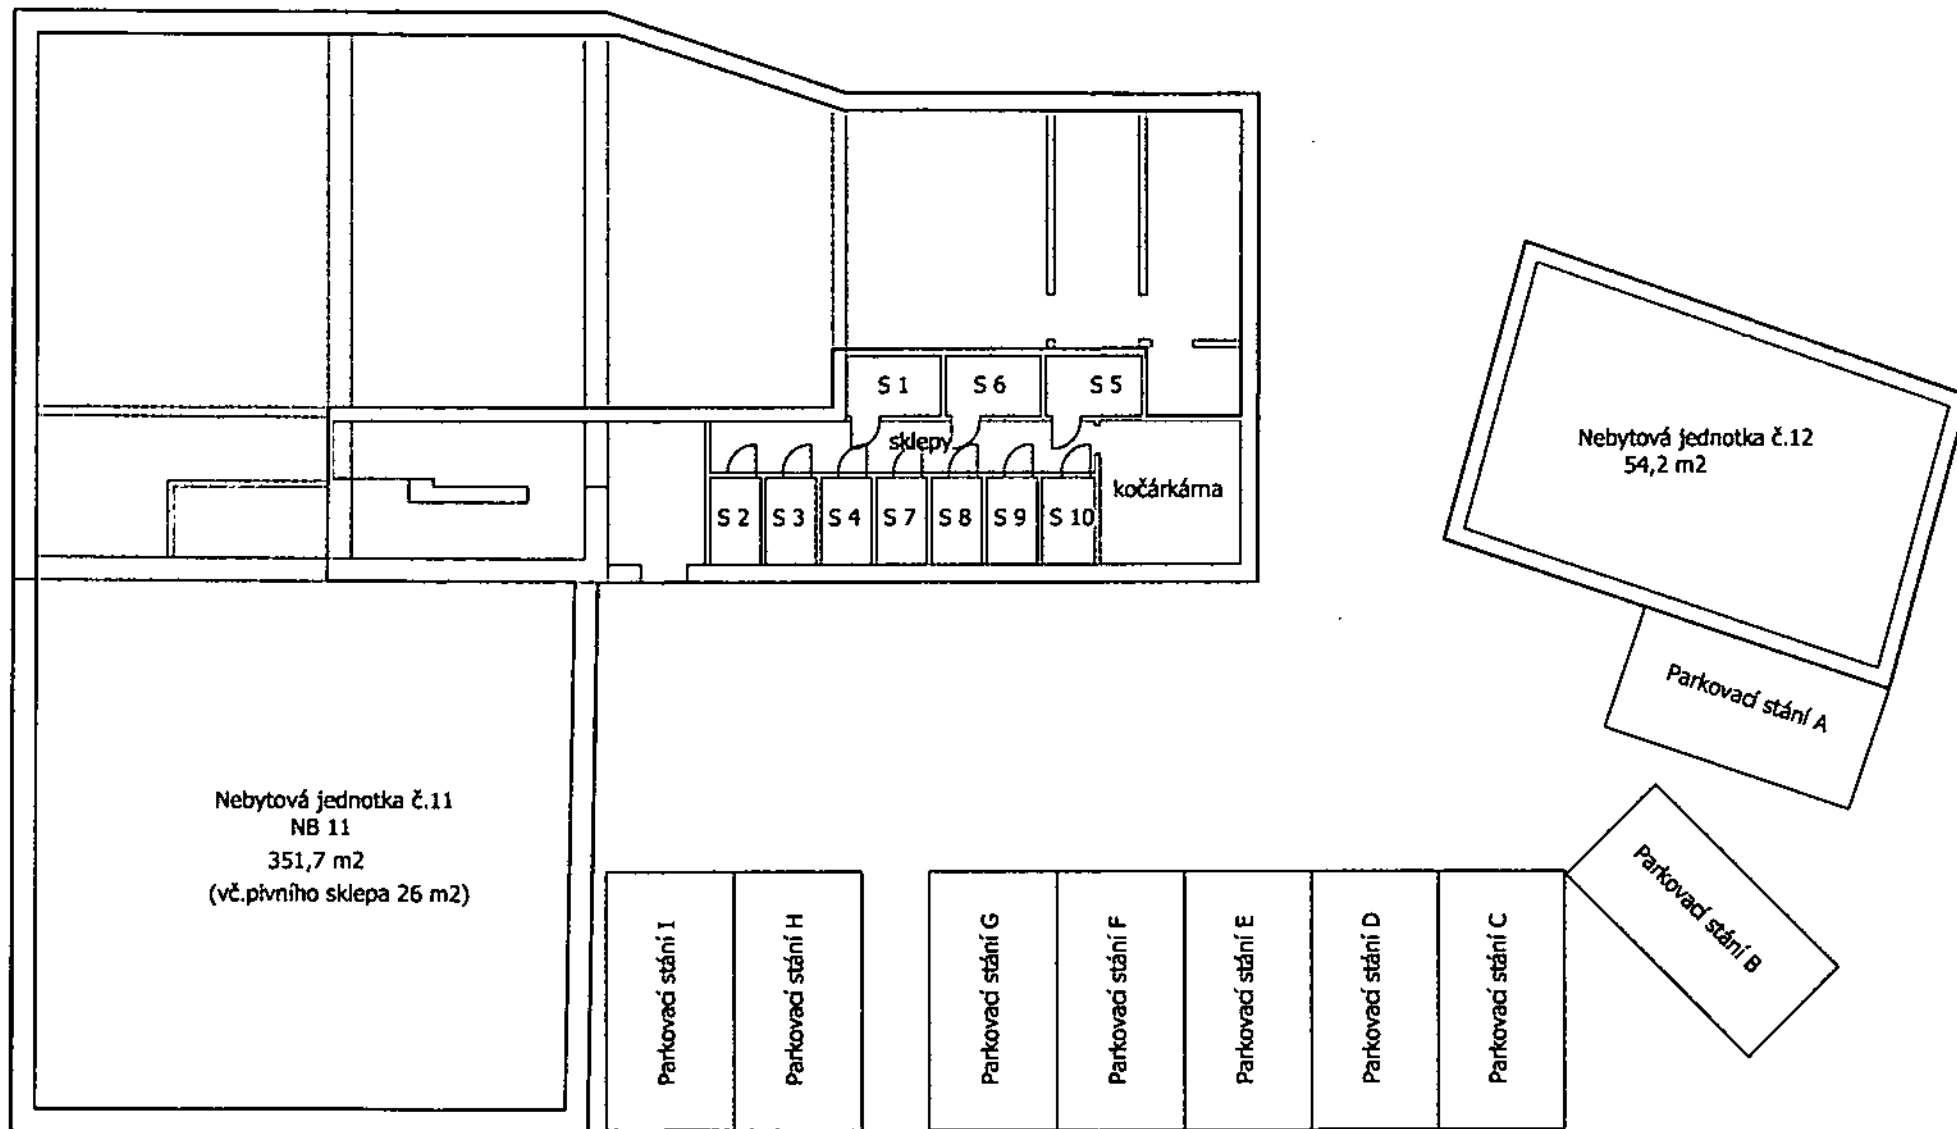 S 1
S 6
S 5
sklepy
S 2
S 3
S 4
S 7
S 8
S 9
S 10
kočárkárna
Nebytová jednotka č.12
54,2 m2
Parkovací stání A
Parkovací stání B
Nebytová jednotka č.11
NB 11
351,7 m2
(vč.pivního sklepa 26 m2)
Parkovací stání I
Parkovací stání H
Parkovací stání G
Parkovací stání F
Parkovací stání E
Parkovací stání D
Parkovací stání C